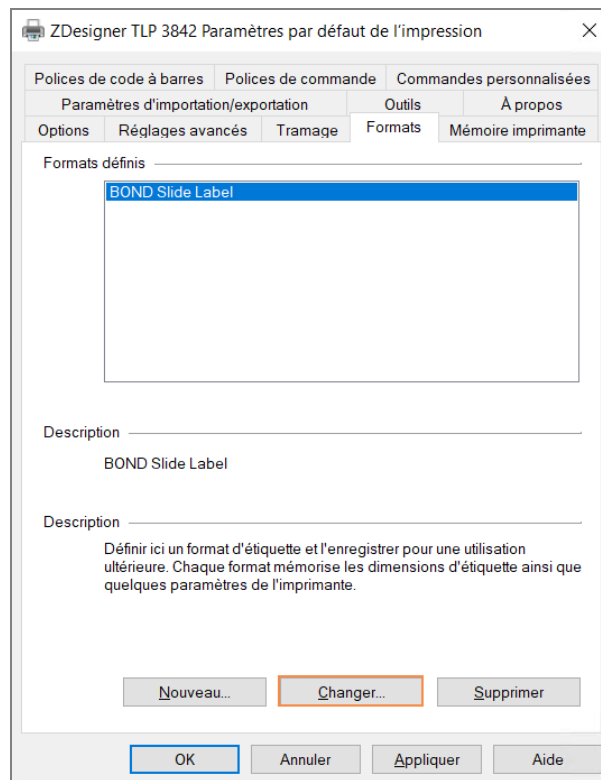 ZDesigner TLP 3842 Paramètres par défaut de l'impression
Polices de code à barres Polices de commande Commandes personnalisées
Paramètres d'importation/exportation Outils À propos
Options Réglages avancés Tramage Formats Mémoire imprimante
Formats définis
BOND Slide Label
Description
BOND Slide Label
Description
Définir ici un format d'étiquette et l'enregistrer pour une utilisation
ultérieure. Chaque format mémorise les dimensions d'étiquette ainsi que
quelques paramètres de l'imprimante.
Nouveau... Changer... Supprimer
OK Annuler Appliquer Aide